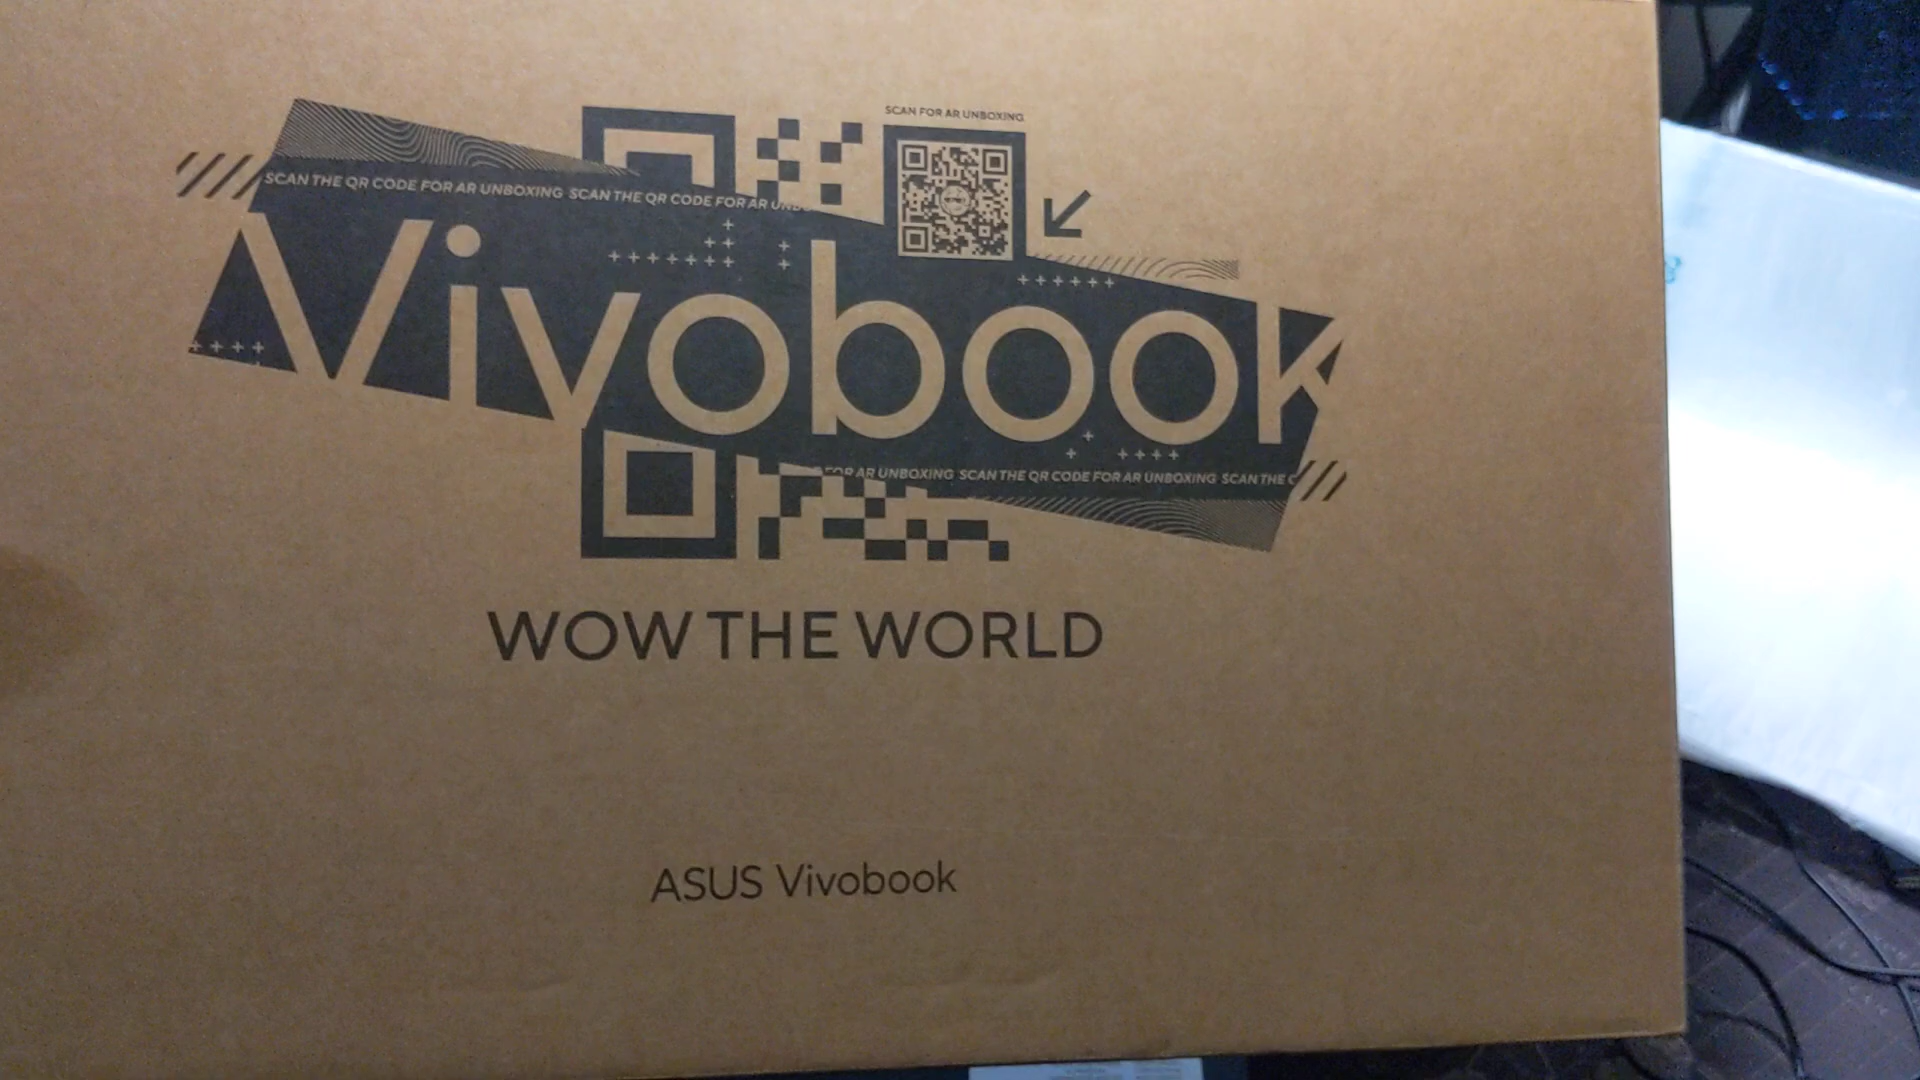 SCAN FOR AR UNBOXING
SCAN THE QR CODE FOR AR UNBOXING SCAN THE QR CODE FOR AR
Vivobook
FOR AR UNBOXING SCAN THE QR CODE FOR AR UNBOXING SCAN THE
WOW THE WORLD
ASUS Vivobook